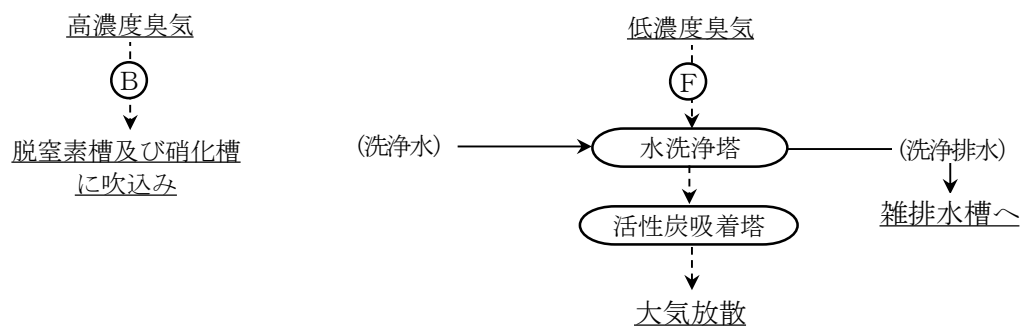 高濃度臭気
B
脱窒素槽及び硝化槽
に吹込み
低濃度臭気
F
(洗浄水)
水洗浄塔
(洗浄排水)
雑排水槽へ
活性炭吸着塔
大気放散